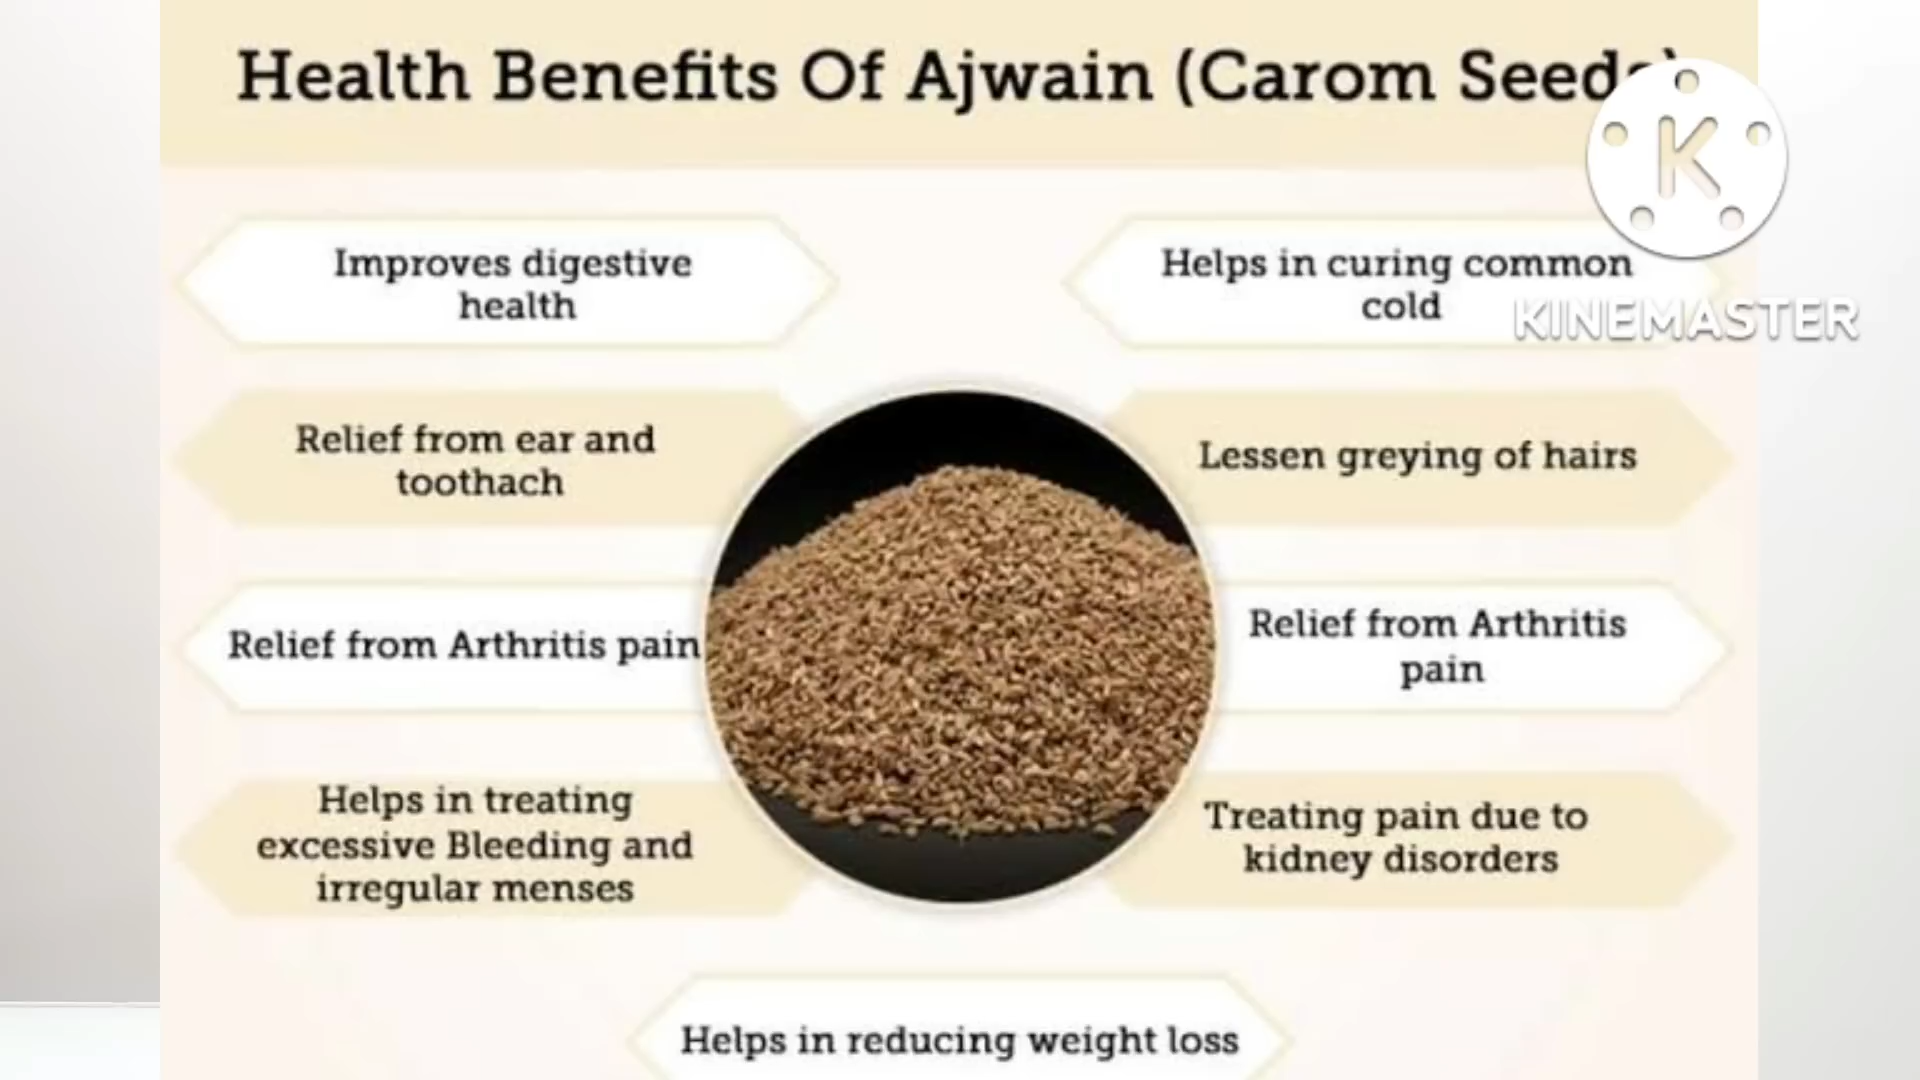 Health Benefits Of Ajwain (Carom Seeds)
Improves digestive
health
Relief from ear and
toothach
Relief from Arthritis pain
Helps in treating
excessive Bleeding and
irregular menses
Helps in curing common
cold
Lessen greying of hairs
Relief from Arthritis
pain
Treating pain due to
kidney disorders
Helps in reducing weight loss
K
KINEMASTER